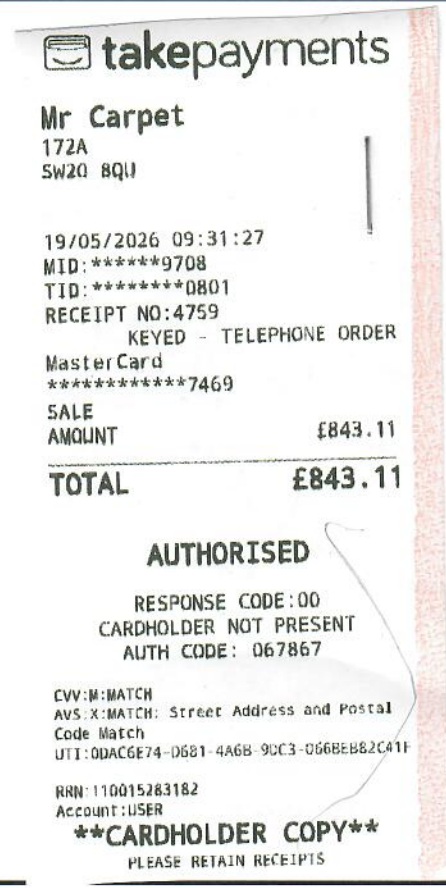 takepayments
Mr Carpet
172A
SW20 8QU
19/05/2026 09:31:27
MID:******9708
TID:********0801
RECEIPT NO:4759
KEYED - TELEPHONE ORDER
MasterCard
************7469
SALE
AMOUNT £843.11
TOTAL £843.11
AUTHORISED
RESPONSE CODE:00
CARDHOLDER NOT PRESENT
AUTH CODE: 067867
CVV:M:MATCH
AVS:X:MATCH: Street Address and Postal
Code Match
UTI:0DAC6E74-D681-4A6B-9DC3-066BEB82C41F
RRN:110015283182
Account:USER
**CARDHOLDER COPY**
PLEASE RETAIN RECEIPTS